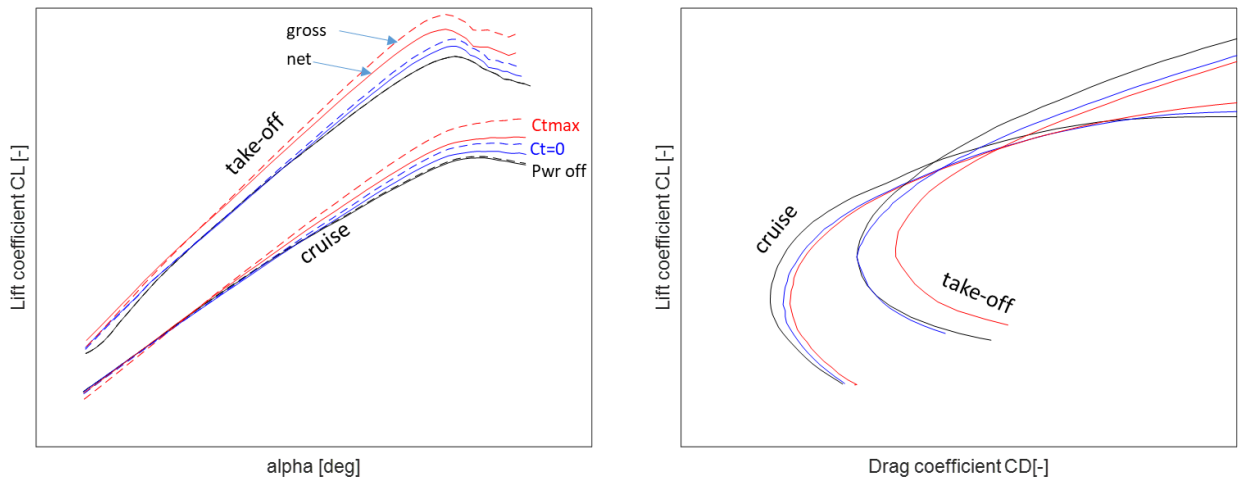 gross
net
take-off
Ctmax
Ct=0
Pwr off
cruise
Lift coefficient CL [-]
alpha [deg]
cruise
take-off
Lift coefficient CL [-]
Drag coefficient CD[-]